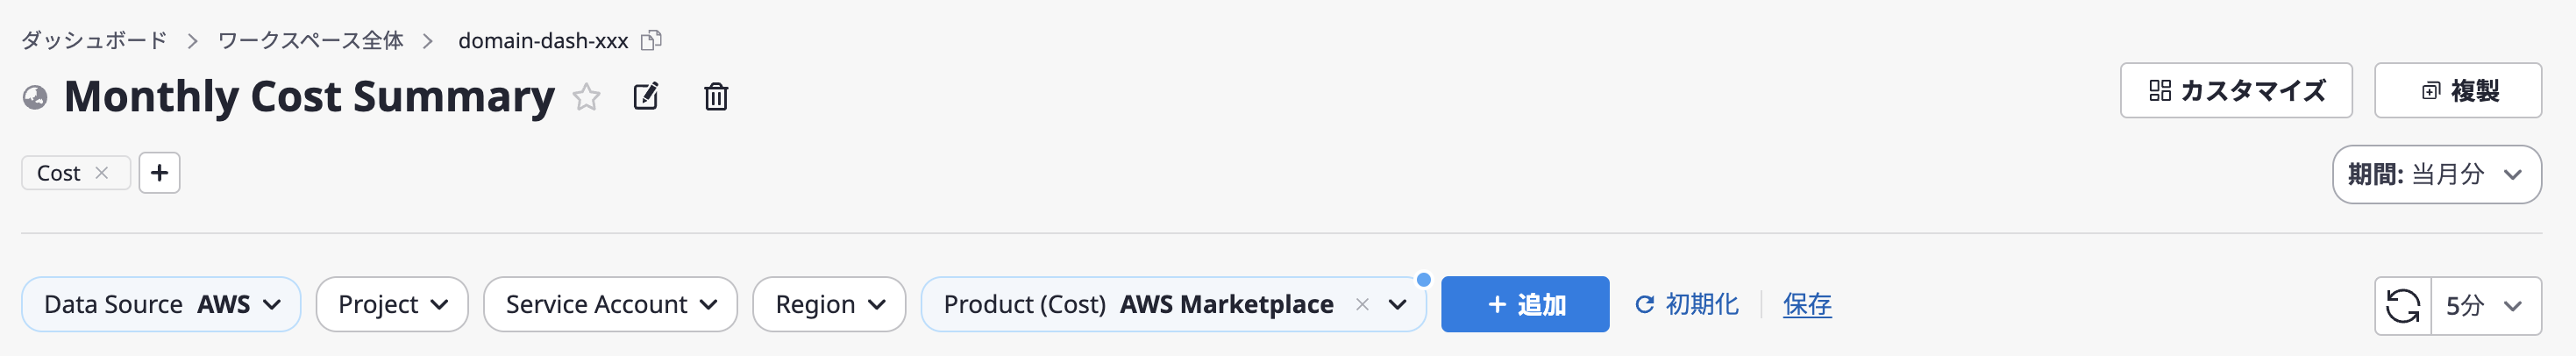 ダッシュボード > ワークスペース全体 > domain-dash-xxx
Monthly Cost Summary
カスタマイズ 複製
Cost × +
期間: 当月分
Data Source AWS Project Service Account Region Product (Cost) AWS Marketplace × + 追加 初期化 保存 5分